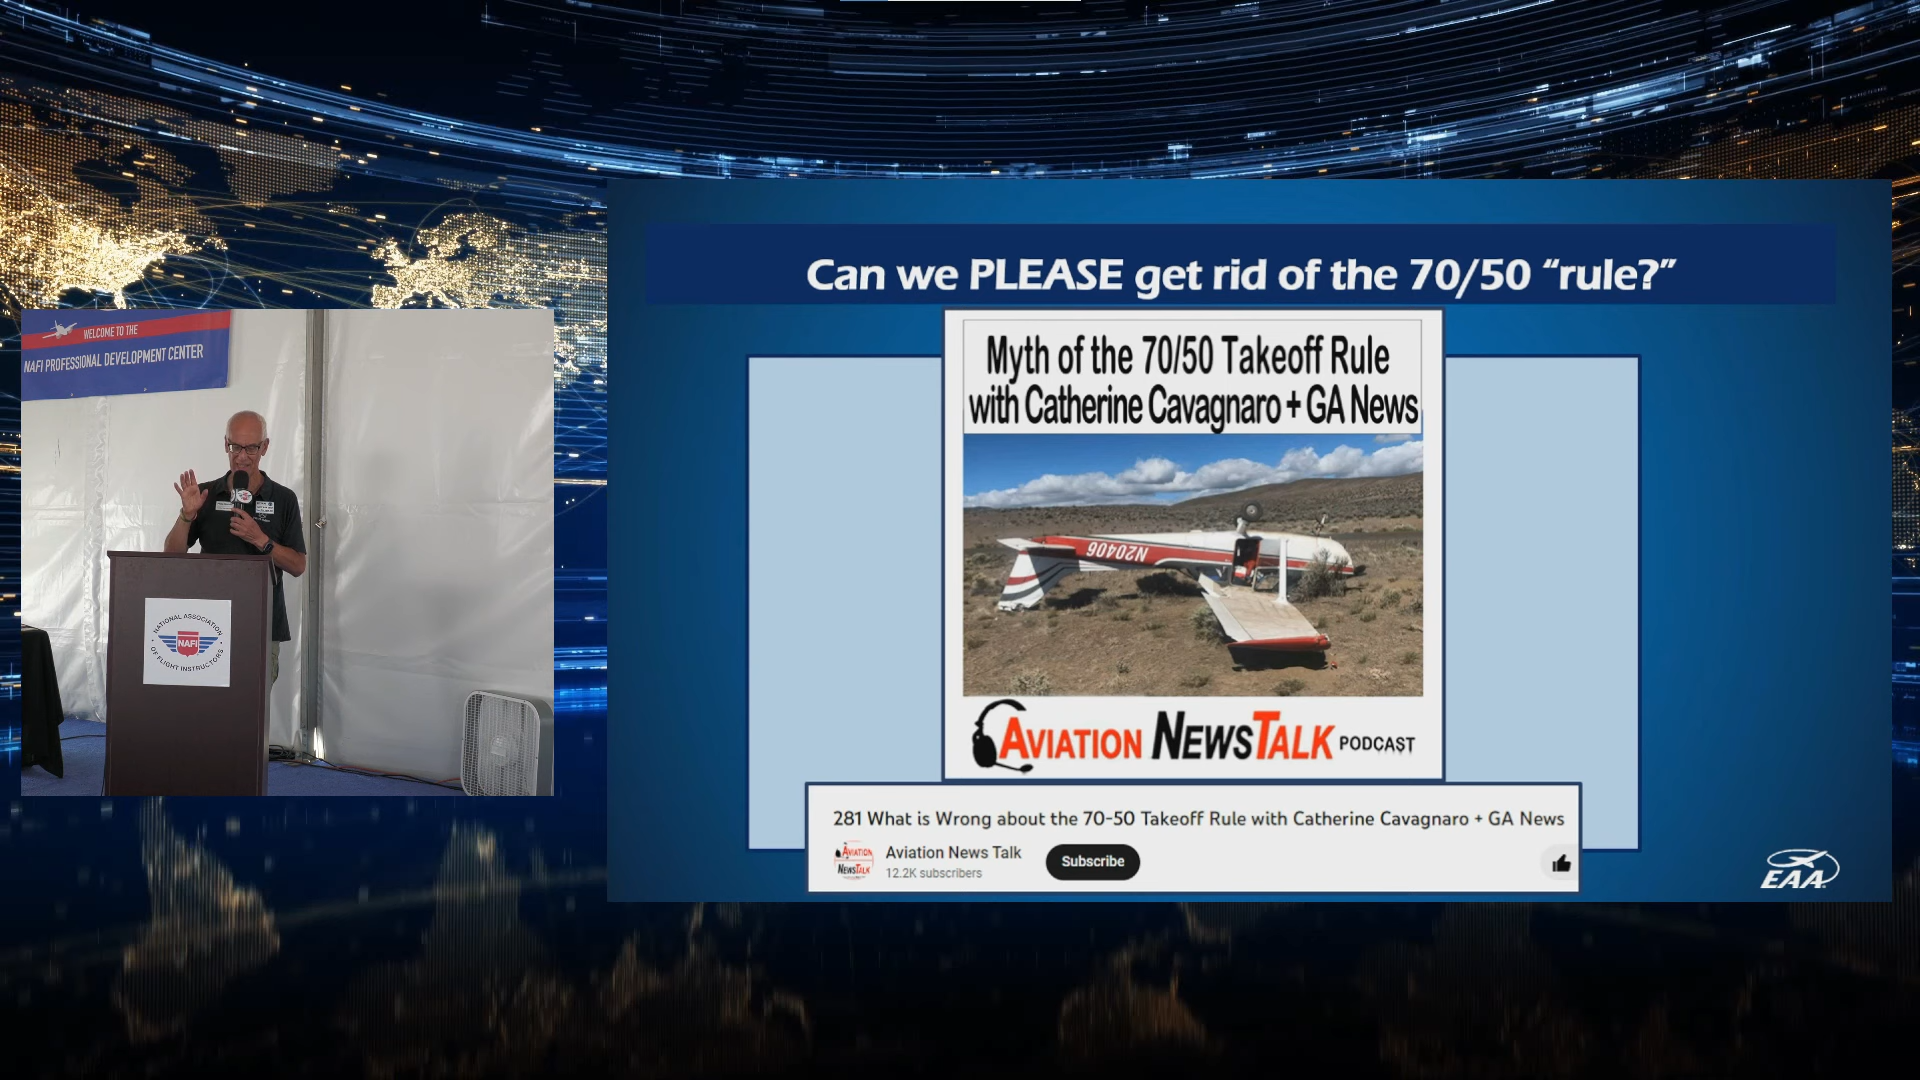 WELCOME TO THE
NAFI PROFESSIONAL DEVELOPMENT CENTER
NATIONAL ASSOCIATION
NAFI
OF FLIGHT INSTRUCTORS
Can we PLEASE get rid of the 70/50 “rule?”
Myth of the 70/50 Takeoff Rule
with Catherine Cavagnaro + GA News
N20406
AVIATION NEWSTALK PODCAST
281 What is Wrong about the 70-50 Takeoff Rule with Catherine Cavagnaro + GA News
AVIATION
NEWSTALK
Aviation News Talk
12.2K subscribers
Subscribe
EAA